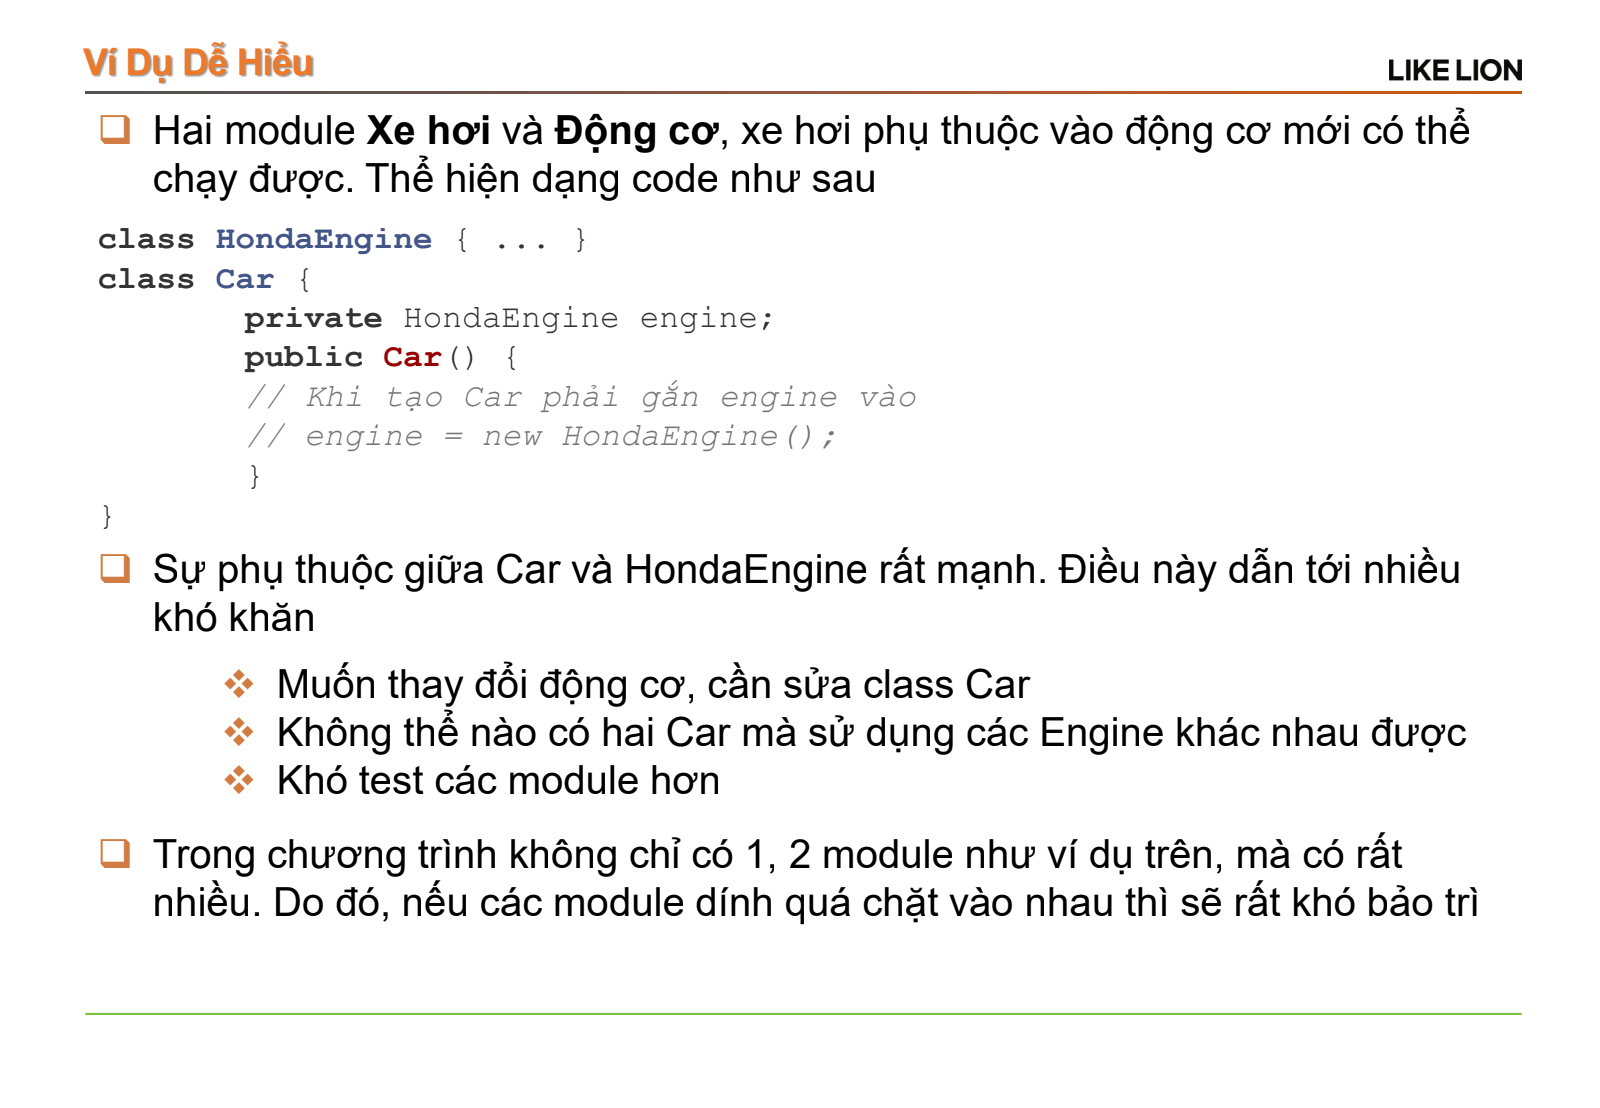 Ví Dụ Dễ Hiểu
LIKE LION
Hai module Xe hơi và Động cơ, xe hơi phụ thuộc vào động cơ mới có thể
chạy được. Thể hiện dạng code như sau
class HondaEngine { ... }
class Car {
private HondaEngine engine;
public Car() {
// Khi tạo Car phải gắn engine vào
// engine = new HondaEngine();
}
}
Sự phụ thuộc giữa Car và HondaEngine rất mạnh. Điều này dẫn tới nhiều
khó khăn
Muốn thay đổi động cơ, cần sửa class Car
Không thể nào có hai Car mà sử dụng các Engine khác nhau được
Khó test các module hơn
Trong chương trình không chỉ có 1, 2 module như ví dụ trên, mà có rất
nhiều. Do đó, nếu các module dính quá chặt vào nhau thì sẽ rất khó bảo trì